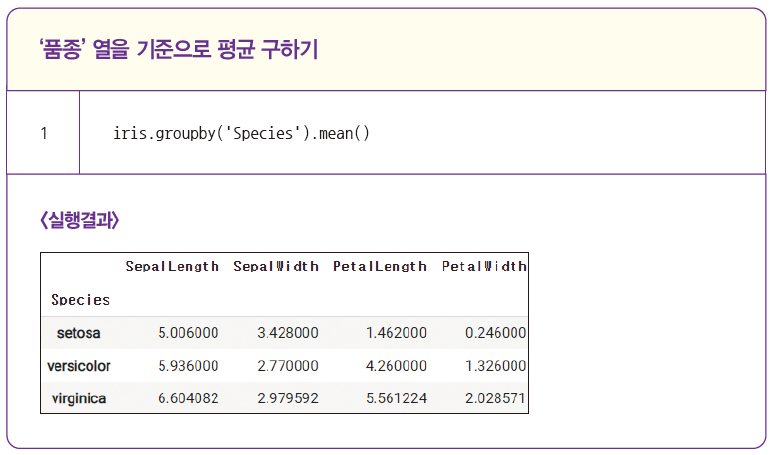 ‘품종’ 열을 기준으로 평균 구하기
1 iris.groupby('Species').mean()
<실행결과>
SepalLength SepalWidth PetalLength PetalWidth
Species
setosa 5.006000 3.428000 1.462000 0.246000
versicolor 5.936000 2.770000 4.260000 1.326000
virginica 6.604082 2.979592 5.561224 2.028571